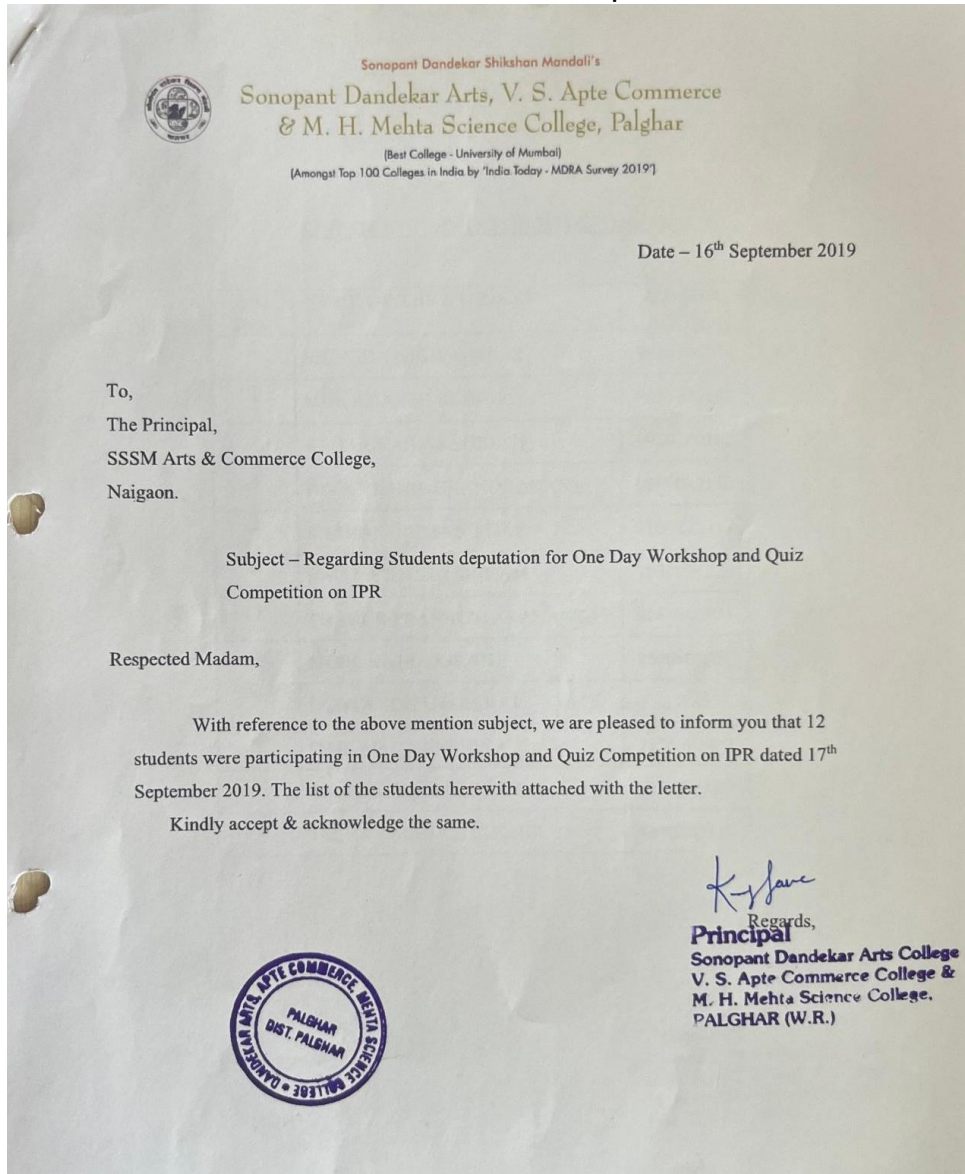 Sonopant Dandekar Shikshan Mandali's
Sonopant Dandekar Arts, V. S. Apte Commerce
& M. H. Mehta Science College, Palghar
(Best College - University of Mumbai)
(Amongst Top 100 Colleges in India by 'India Today - MDRA Survey 2019')
Date – 16th September 2019
To,
The Principal,
SSSM Arts & Commerce College,
Naigaon.
Subject – Regarding Students deputation for One Day Workshop and Quiz
Competition on IPR
Respected Madam,
With reference to the above mention subject, we are pleased to inform you that 12
students were participating in One Day Workshop and Quiz Competition on IPR dated 17th
September 2019. The list of the students herewith attached with the letter.
Kindly accept & acknowledge the same.
Regards,
Principal
Sonopant Dandekar Arts College
V. S. Apte Commerce College &
M. H. Mehta Science College,
PALGHAR (W.R.)
DANDEKAR ARTS, APTE COMMERCE, MEHTA SCIENCE COLLEGE
PALGHAR
DIST. PALGHAR